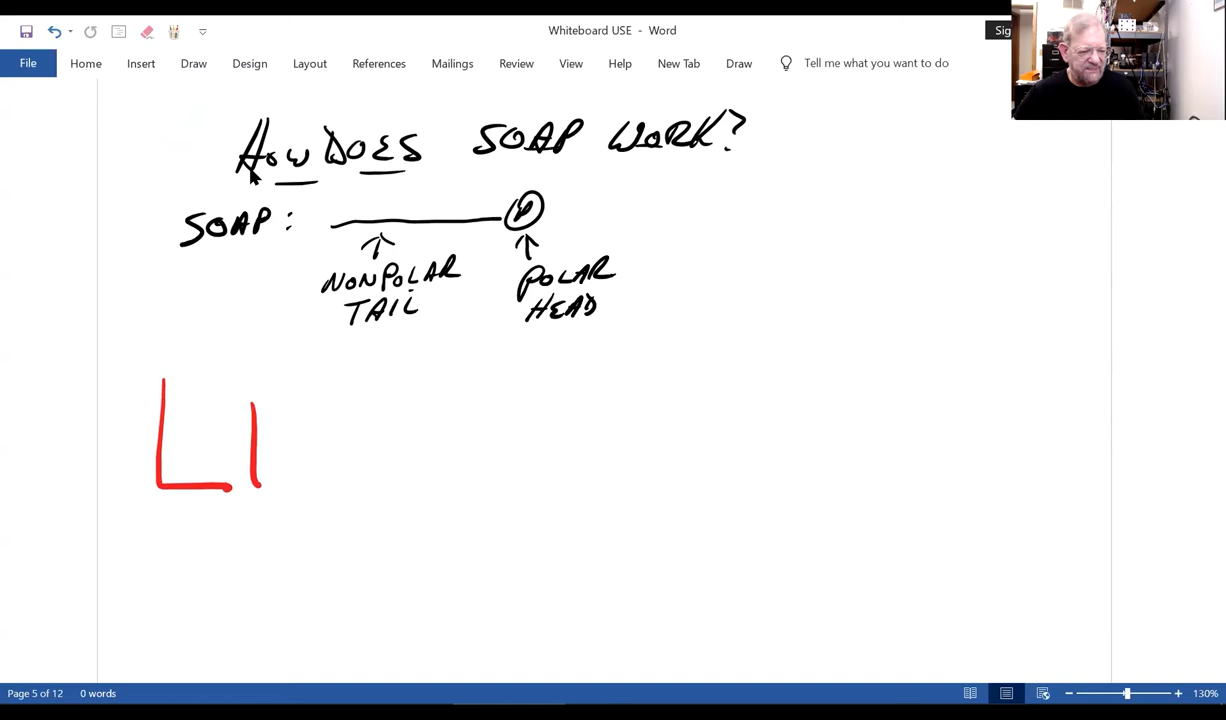 Whiteboard USE - Word
File Home Insert Draw Design Layout References Mailings Review View Help New Tab Draw Tell me what you want to do
HOW DOES SOAP WORK?
SOAP: P
NONPOLAR POLAR
TAIL HEAD
Page 5 of 12 0 words 130%